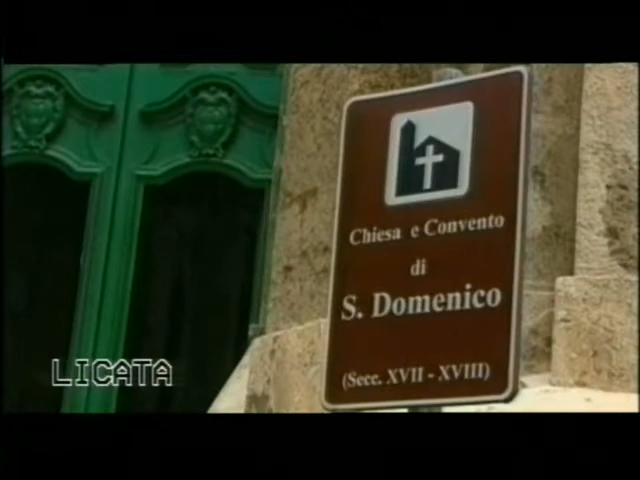 Chiesa e Convento
di
S. Domenico
(Secc. XVII - XVIII)
LICATA